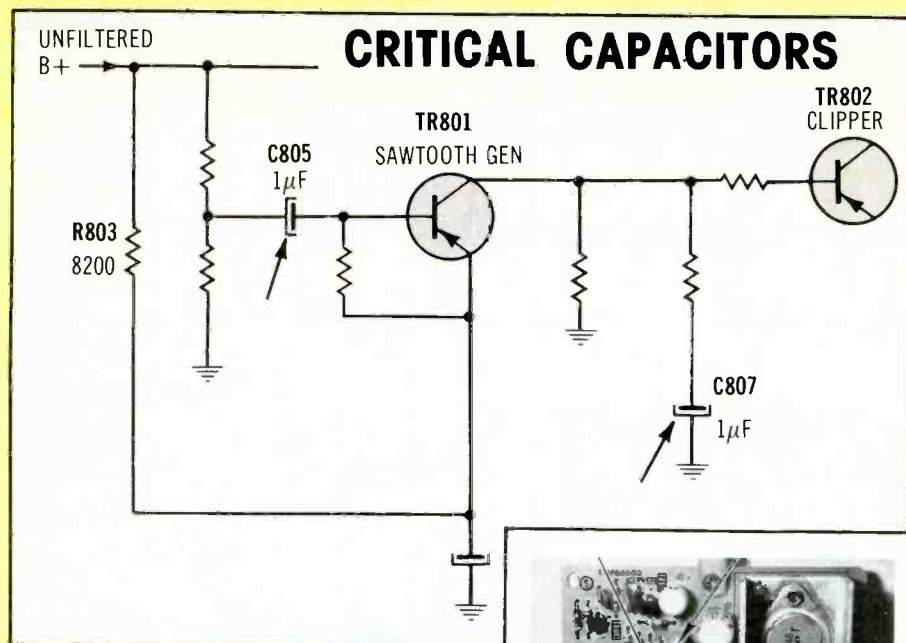 UNFILTERED
B+
CRITICAL CAPACITORS
TR801
SAWTOOTH GEN
TR802
CLIPPER
C805
1µF
R803
8200
C807
1µF